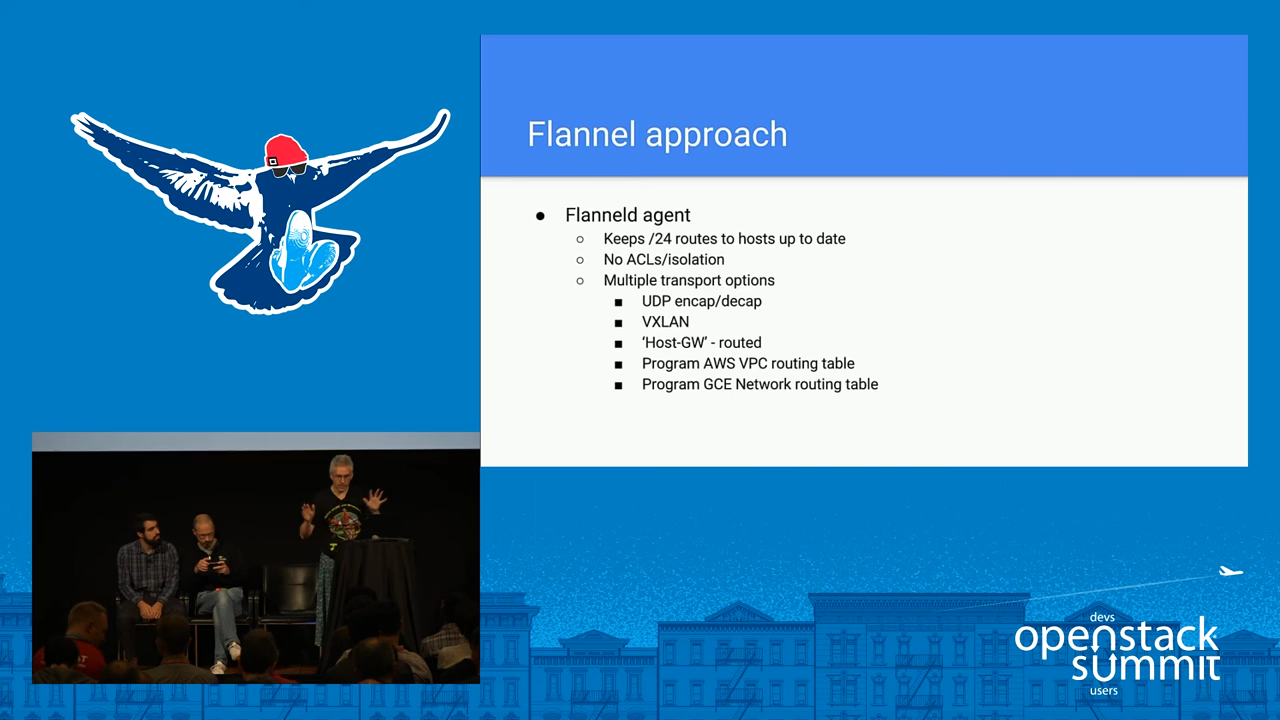 Flannel approach
● Flanneld agent
○ Keeps /24 routes to hosts up to date
○ No ACLs/isolation
○ Multiple transport options
■ UDP encap/decap
■ VXLAN
■ ‘Host-GW’ - routed
■ Program AWS VPC routing table
■ Program GCE Network routing table
devs
openstack
summit
users